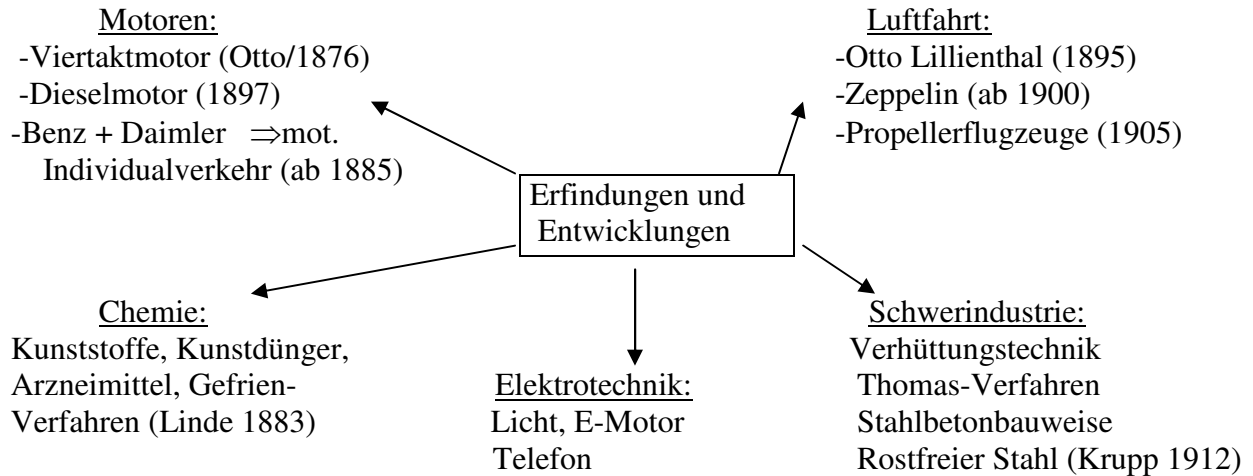 Motoren:
-Viertaktmotor (Otto/1876)
-Dieselmotor (1897)
-Benz + Daimler ⇒mot.
Individualverkehr (ab 1885)
Luftfahrt:
-Otto Lillienthal (1895)
-Zeppelin (ab 1900)
-Propellerflugzeuge (1905)
Erfindungen und
Entwicklungen
Chemie:
Kunststoffe, Kunstdünger,
Arzneimittel, Gefrien-
Verfahren (Linde 1883)
Elektrotechnik:
Licht, E-Motor
Telefon
Schwerindustrie:
Verhüttungstechnik
Thomas-Verfahren
Stahlbetonbauweise
Rostfreier Stahl (Krupp 1912)